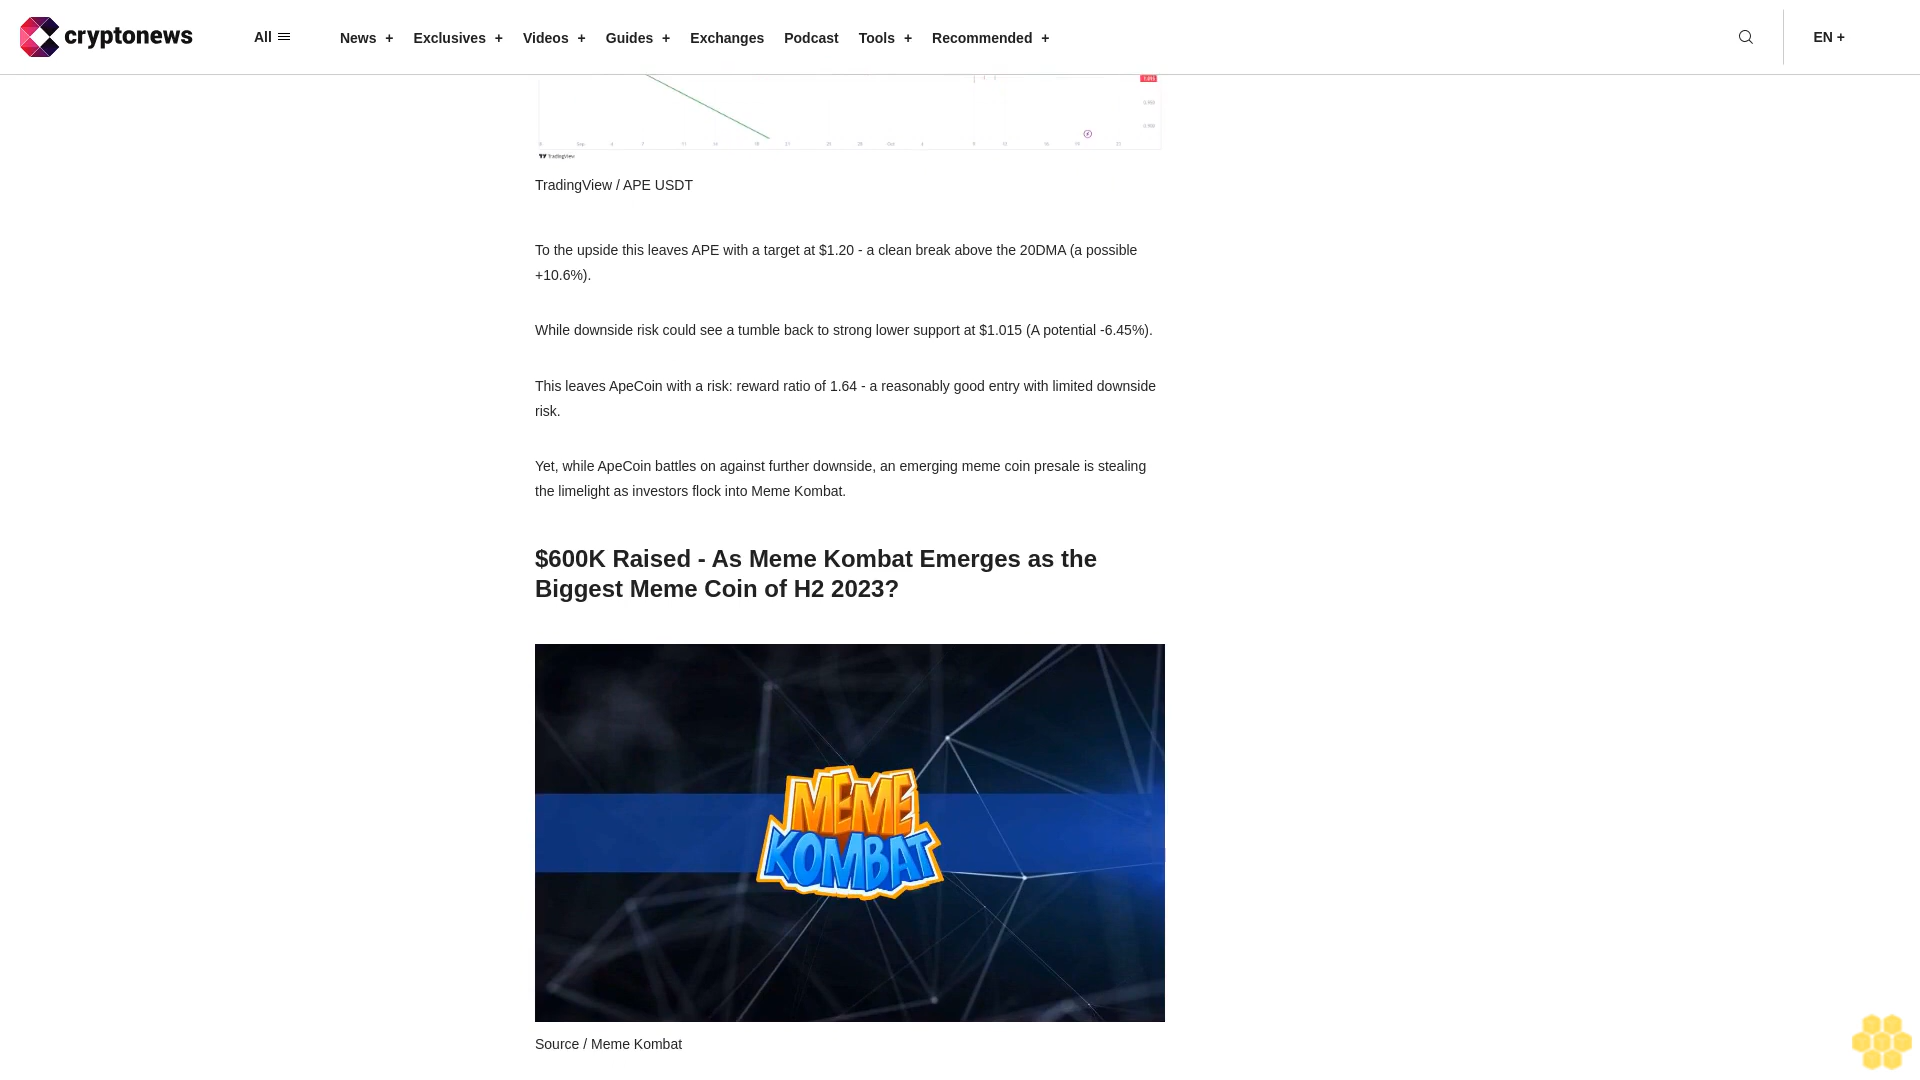 cryptonews
All
News +
Exclusives +
Videos +
Guides +
Exchanges
Podcast
Tools +
Recommended +
EN +
TradingView
TradingView / APE USDT
To the upside this leaves APE with a target at $1.20 - a clean break above the 20DMA (a possible
+10.6%).
While downside risk could see a tumble back to strong lower support at $1.015 (A potential -6.45%).
This leaves ApeCoin with a risk: reward ratio of 1.64 - a reasonably good entry with limited downside
risk.
Yet, while ApeCoin battles on against further downside, an emerging meme coin presale is stealing
the limelight as investors flock into Meme Kombat.
$600K Raised - As Meme Kombat Emerges as the
Biggest Meme Coin of H2 2023?
MEME
KOMBAT
Source / Meme Kombat